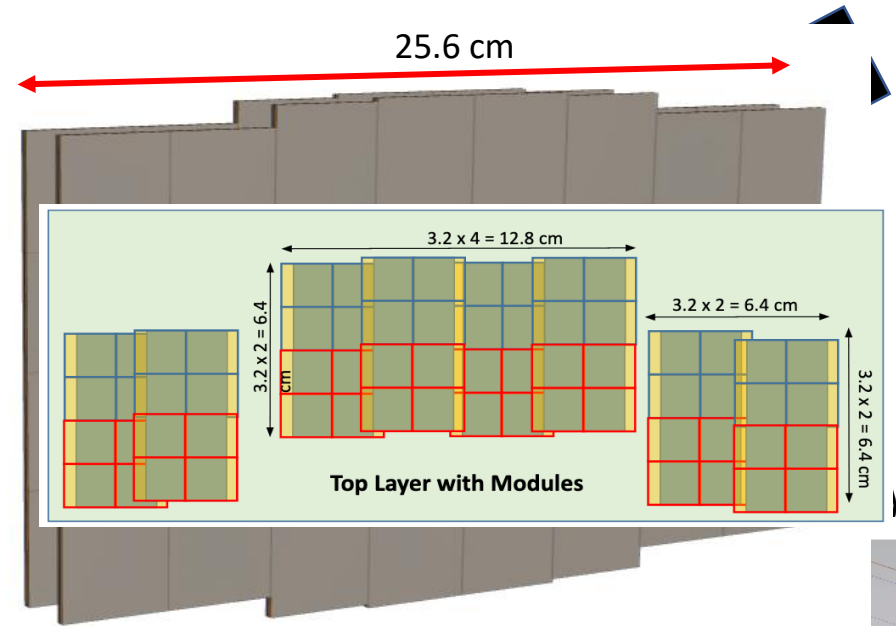 25.6 cm
3.2 x 4 = 12.8 cm
3.2 x 2 = 6.4
cm
3.2 x 2 = 6.4 cm
3.2 x 2 = 6.4 cm
Top Layer with Modules